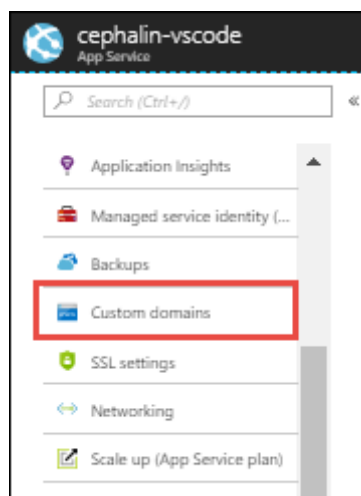 cephalin-vscode
App Service
Search (Ctrl+/)
Application Insights
Managed service identity (...
Backups
Custom domains
SSL settings
Networking
Scale up (App Service plan)